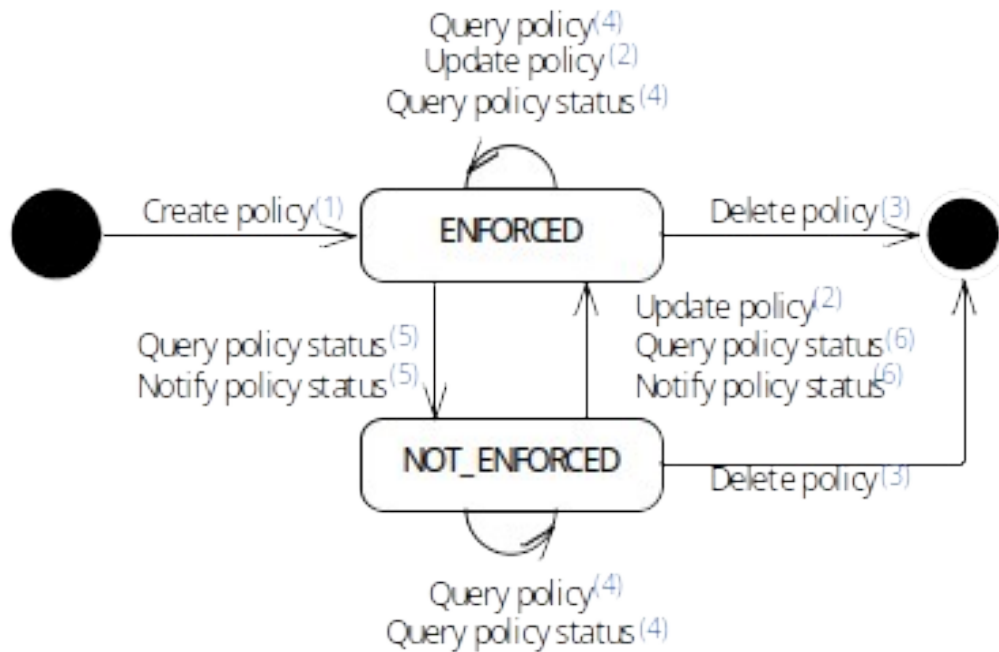 Query policy(4)
Update policy(2)
Query policy status(4)
Create policy(1)
ENFORCED
Delete policy(3)
Query policy status(5)
Notify policy status(5)
Update policy(2)
Query policy status(6)
Notify policy status(6)
NOT_ENFORCED
Delete policy(3)
Query policy(4)
Query policy status(4)